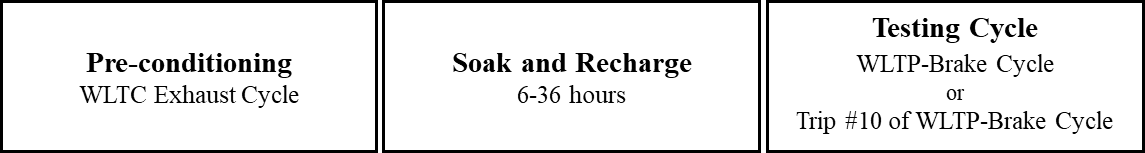 Pre-conditioning
WLTC Exhaust Cycle
Soak and Recharge
6-36 hours
Testing Cycle
WLTP-Brake Cycle
or
Trip #10 of WLTP-Brake Cycle